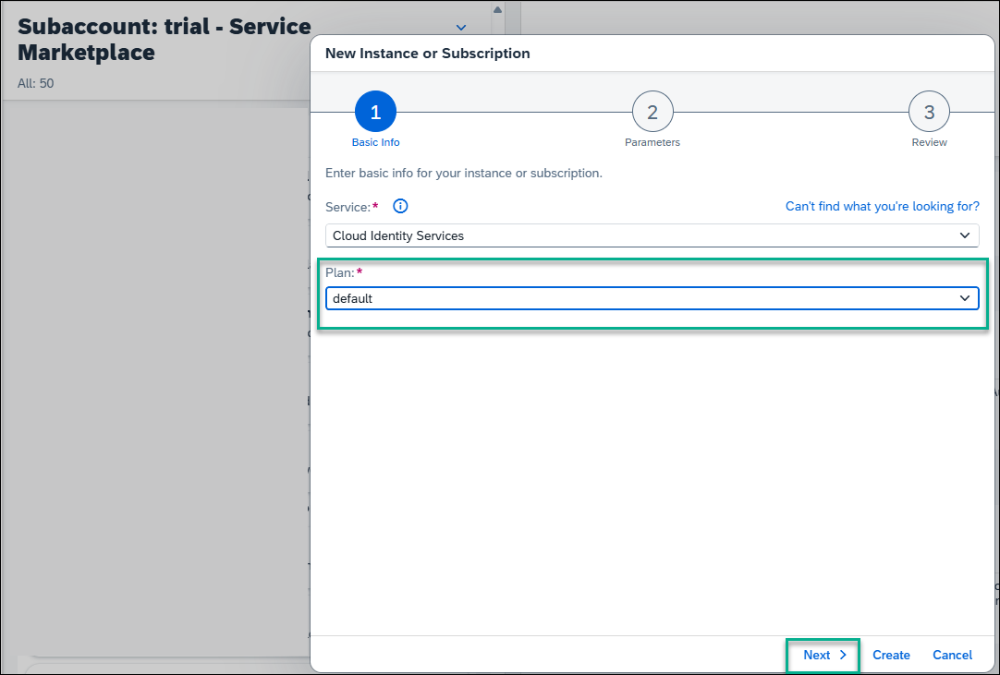 Subaccount: trial - Service
Marketplace
All: 50
New Instance or Subscription
1
2
3
Basic Info
Parameters
Review
Enter basic info for your instance or subscription.
Service:*
Can't find what you're looking for?
Cloud Identity Services
Plan:*
default
Next
Create
Cancel